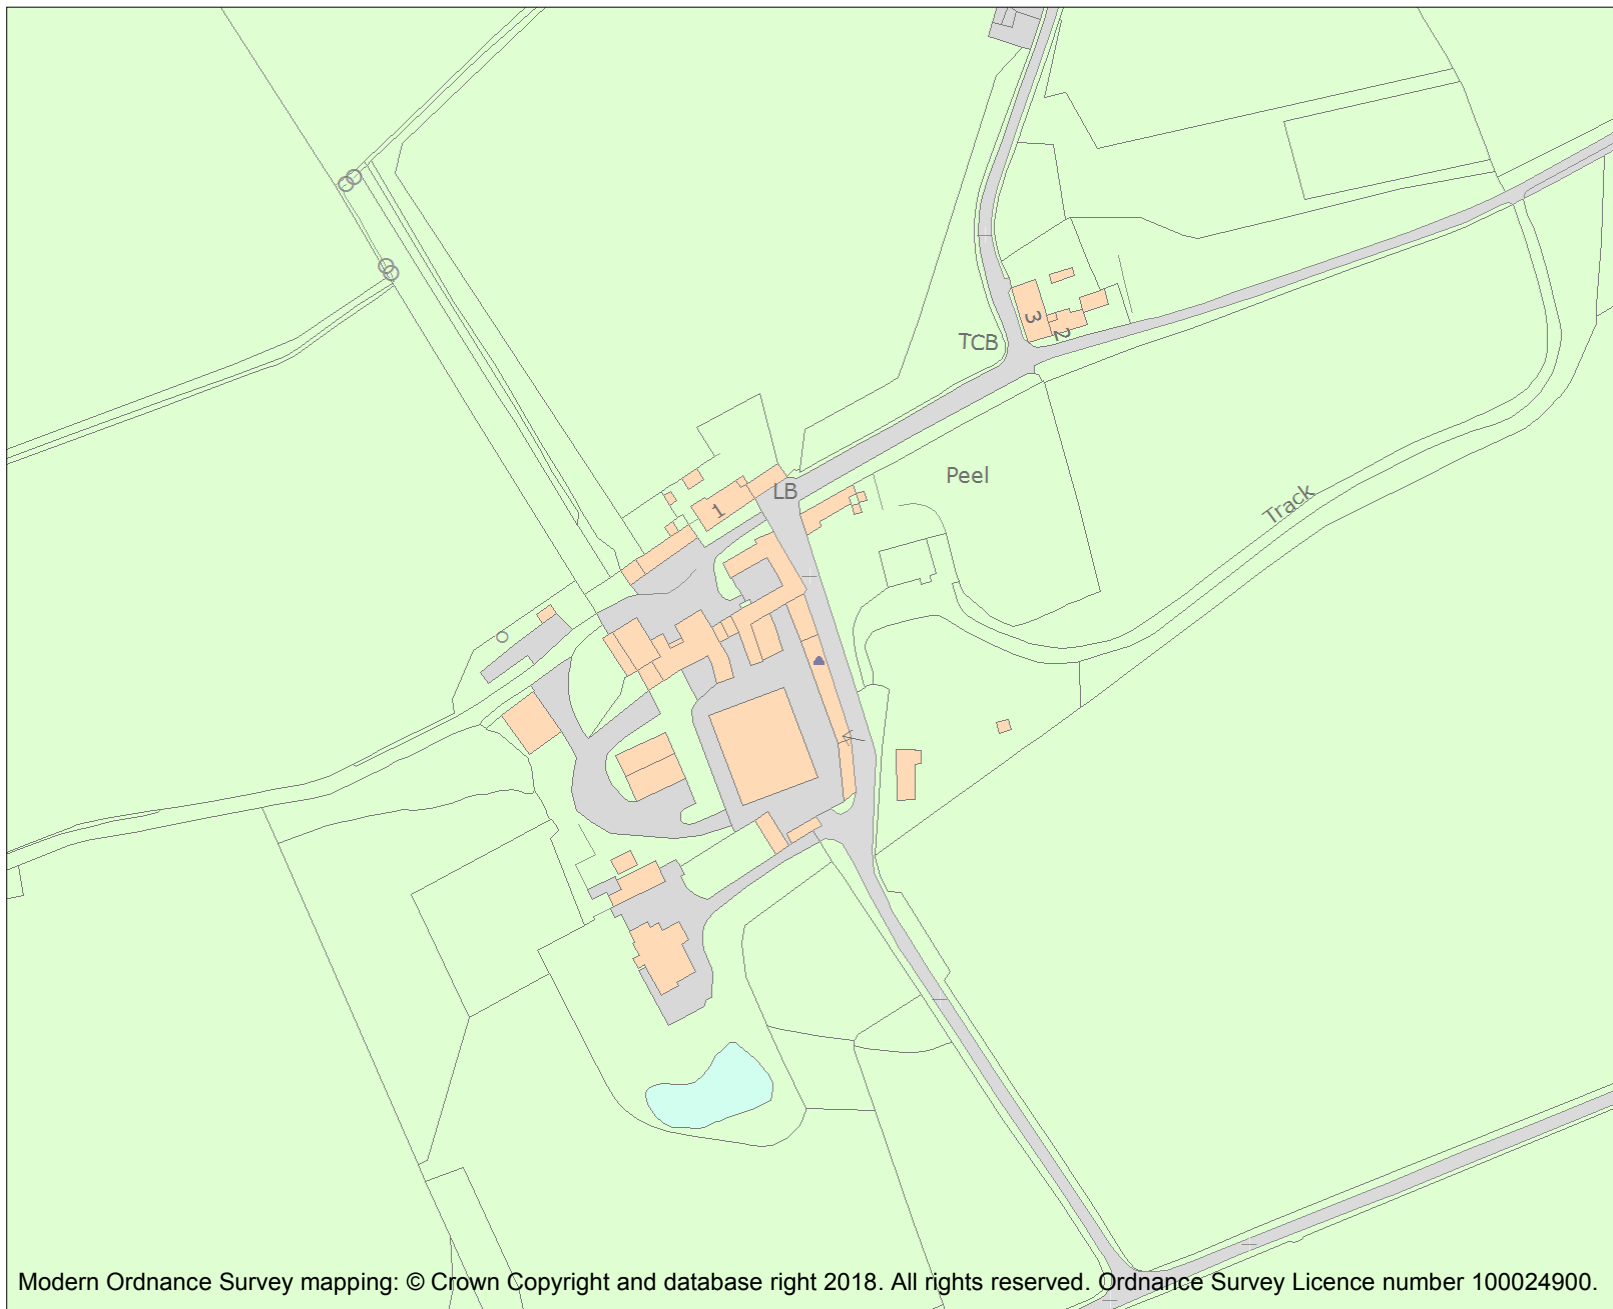 3
2
TCB
Peel
LB
1
Track
Modern Ordnance Survey mapping: © Crown Copyright and database right 2018. All rights reserved. Ordnance Survey Licence number 100024900.